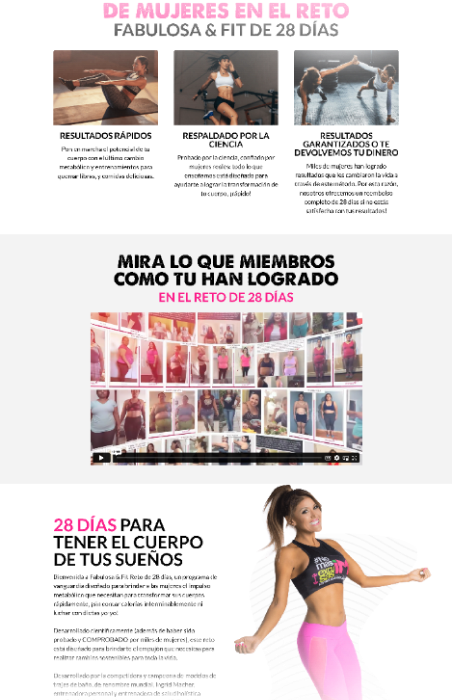 DE MUJERES EN EL RETO
FABULOSA & FIT DE 28 DÍAS
RESULTADOS RÁPIDOS
Pon en marcha el potencial de tu
cuerpo con el último cambio
metabólico y entrenamientos para
quemar libras, y comidas deliciosas.
RESPALDADO POR LA
CIENCIA
Probado por la ciencia, confiado por
mujeres reales: todo lo que
enseñamos está diseñado para
ayudarte a lograr la transformación de
tu cuerpo, ¡rápido!
RESULTADOS
GARANTIZADOS O TE
DEVOLVEMOS TU DINERO
Miles de mujeres han logrado
resultados que les cambiaron la vida a
través de este método. Por esta razón,
nosotros ofrecemos un reembolso
completo de 28 días si no estás
satisfecha con tus resultados!
MIRA LO QUE MIEMBROS
COMO TU HAN LOGRADO
EN EL RETO DE 28 DÍAS
28 DÍAS PARA
TENER EL CUERPO
DE TUS SUEÑOS
Bienvenida a Fabulosa & Fit Reto de 28 días, un programa de
vanguardia diseñado para brindar a las mujeres el impulso
metabólico que necesitan para transformar sus cuerpos
rápidamente, ¡sin contar calorías interminablemente ni
luchar con dietas yo-yo!
Desarrollado científicamente (además de haber sido
probado y COMPROBADO por miles de mujeres), este reto
está diseñado para brindarte el empujón que necesitas para
realizar cambios sostenibles para toda la vida.
Desarrollado por la competidora y campeona de medidas de
trajes de baño, de renombre mundial, Ingrid Macher,
entrenadora personal y entrenadora de salud holística